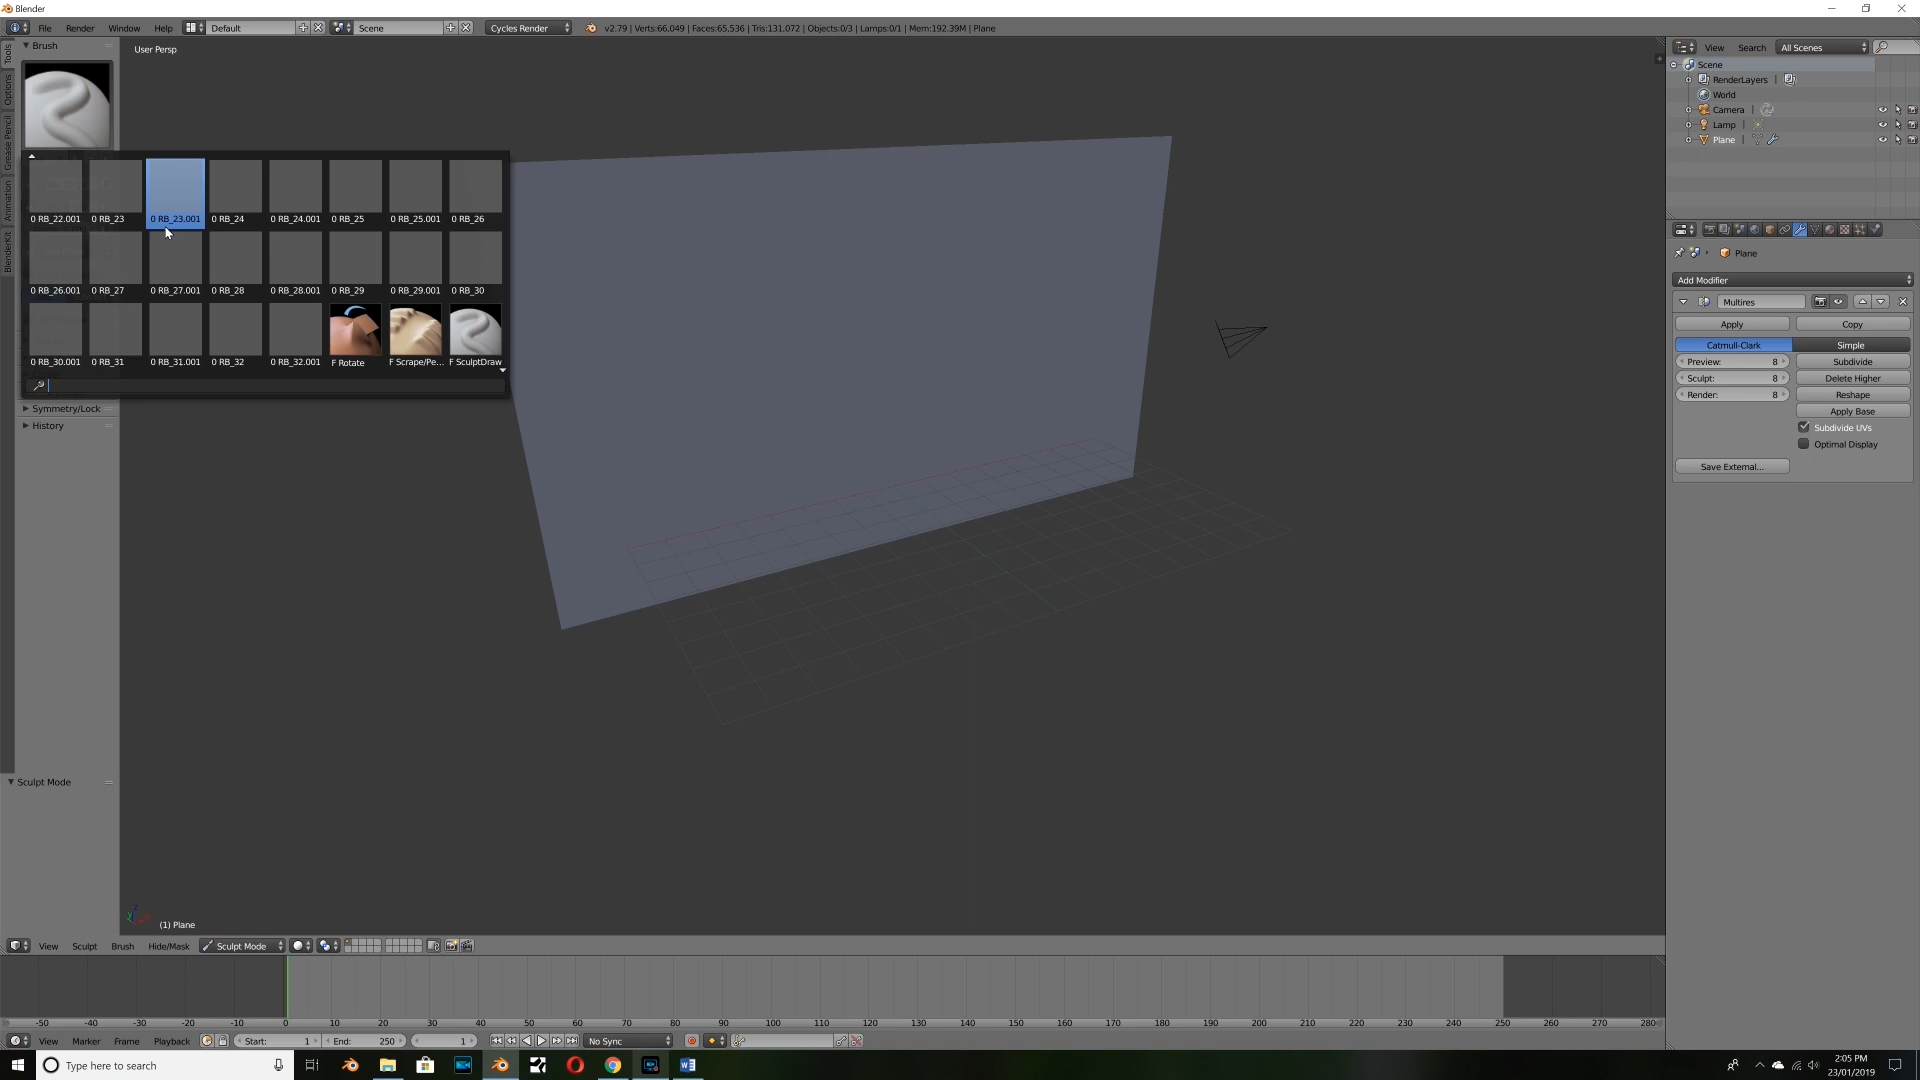 Blender
File Render Window Help Default Scene Cycles Render v2.79 | Verts:66,049 | Faces:65,536 | Tris:131,072 | Objects:0/3 | Lamps:0/1 | Mem:192.39M | Plane
Brush
User Persp
Tools
Options
Grease Pencil
Animation
BlenderKit
0 RB_22.001 0 RB_23 0 RB_23.001 0 RB_24 0 RB_24.001 0 RB_25 0 RB_25.001 0 RB_26
0 RB_26.001 0 RB_27 0 RB_27.001 0 RB_28 0 RB_28.001 0 RB_29 0 RB_29.001 0 RB_30
0 RB_30.001 0 RB_31 0 RB_31.001 0 RB_32 0 RB_32.001 F Rotate F Scrape/Pe... F SculptDraw
Symmetry/Lock
History
Sculpt Mode
(1) Plane
View Search All Scenes
Scene
RenderLayers |
World
Camera |
Lamp |
Plane |
Plane
Add Modifier
Multires
Apply Copy
Catmull-Clark Simple
Preview: 8 Subdivide
Sculpt: 8 Delete Higher
Render: 8 Reshape
Apply Base
Subdivide UVs
Optimal Display
Save External...
View Sculpt Brush Hide/Mask Sculpt Mode
-50 -40 -30 -20 -10 0 10 20 30 40 50 60 70 80 90 100 110 120 130 140 150 160 170 180 190 200 210 220 230 240 250 260 270 280
View Marker Frame Playback Start: 1 End: 250 1 No Sync
Type here to search
2:05 PM
23/01/2019